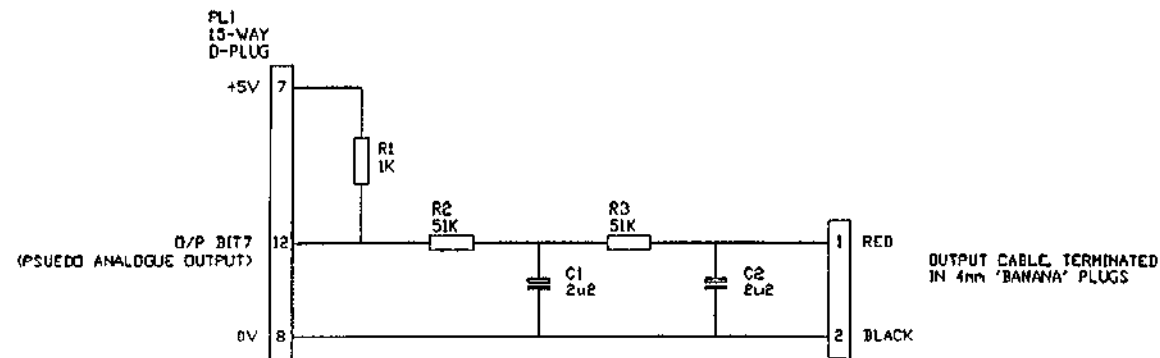 PL1
15-WAY
D-PLUG
+5V 7
R1
1K
R2
51K
R3
51K
O/P BIT7 12
(PSUEDO ANALOGUE OUTPUT)
1 RED
OUTPUT CABLE, TERMINATED
IN 4mm 'BANANA' PLUGS
C1
2u2
C2
2u2
0V 8
2 BLACK